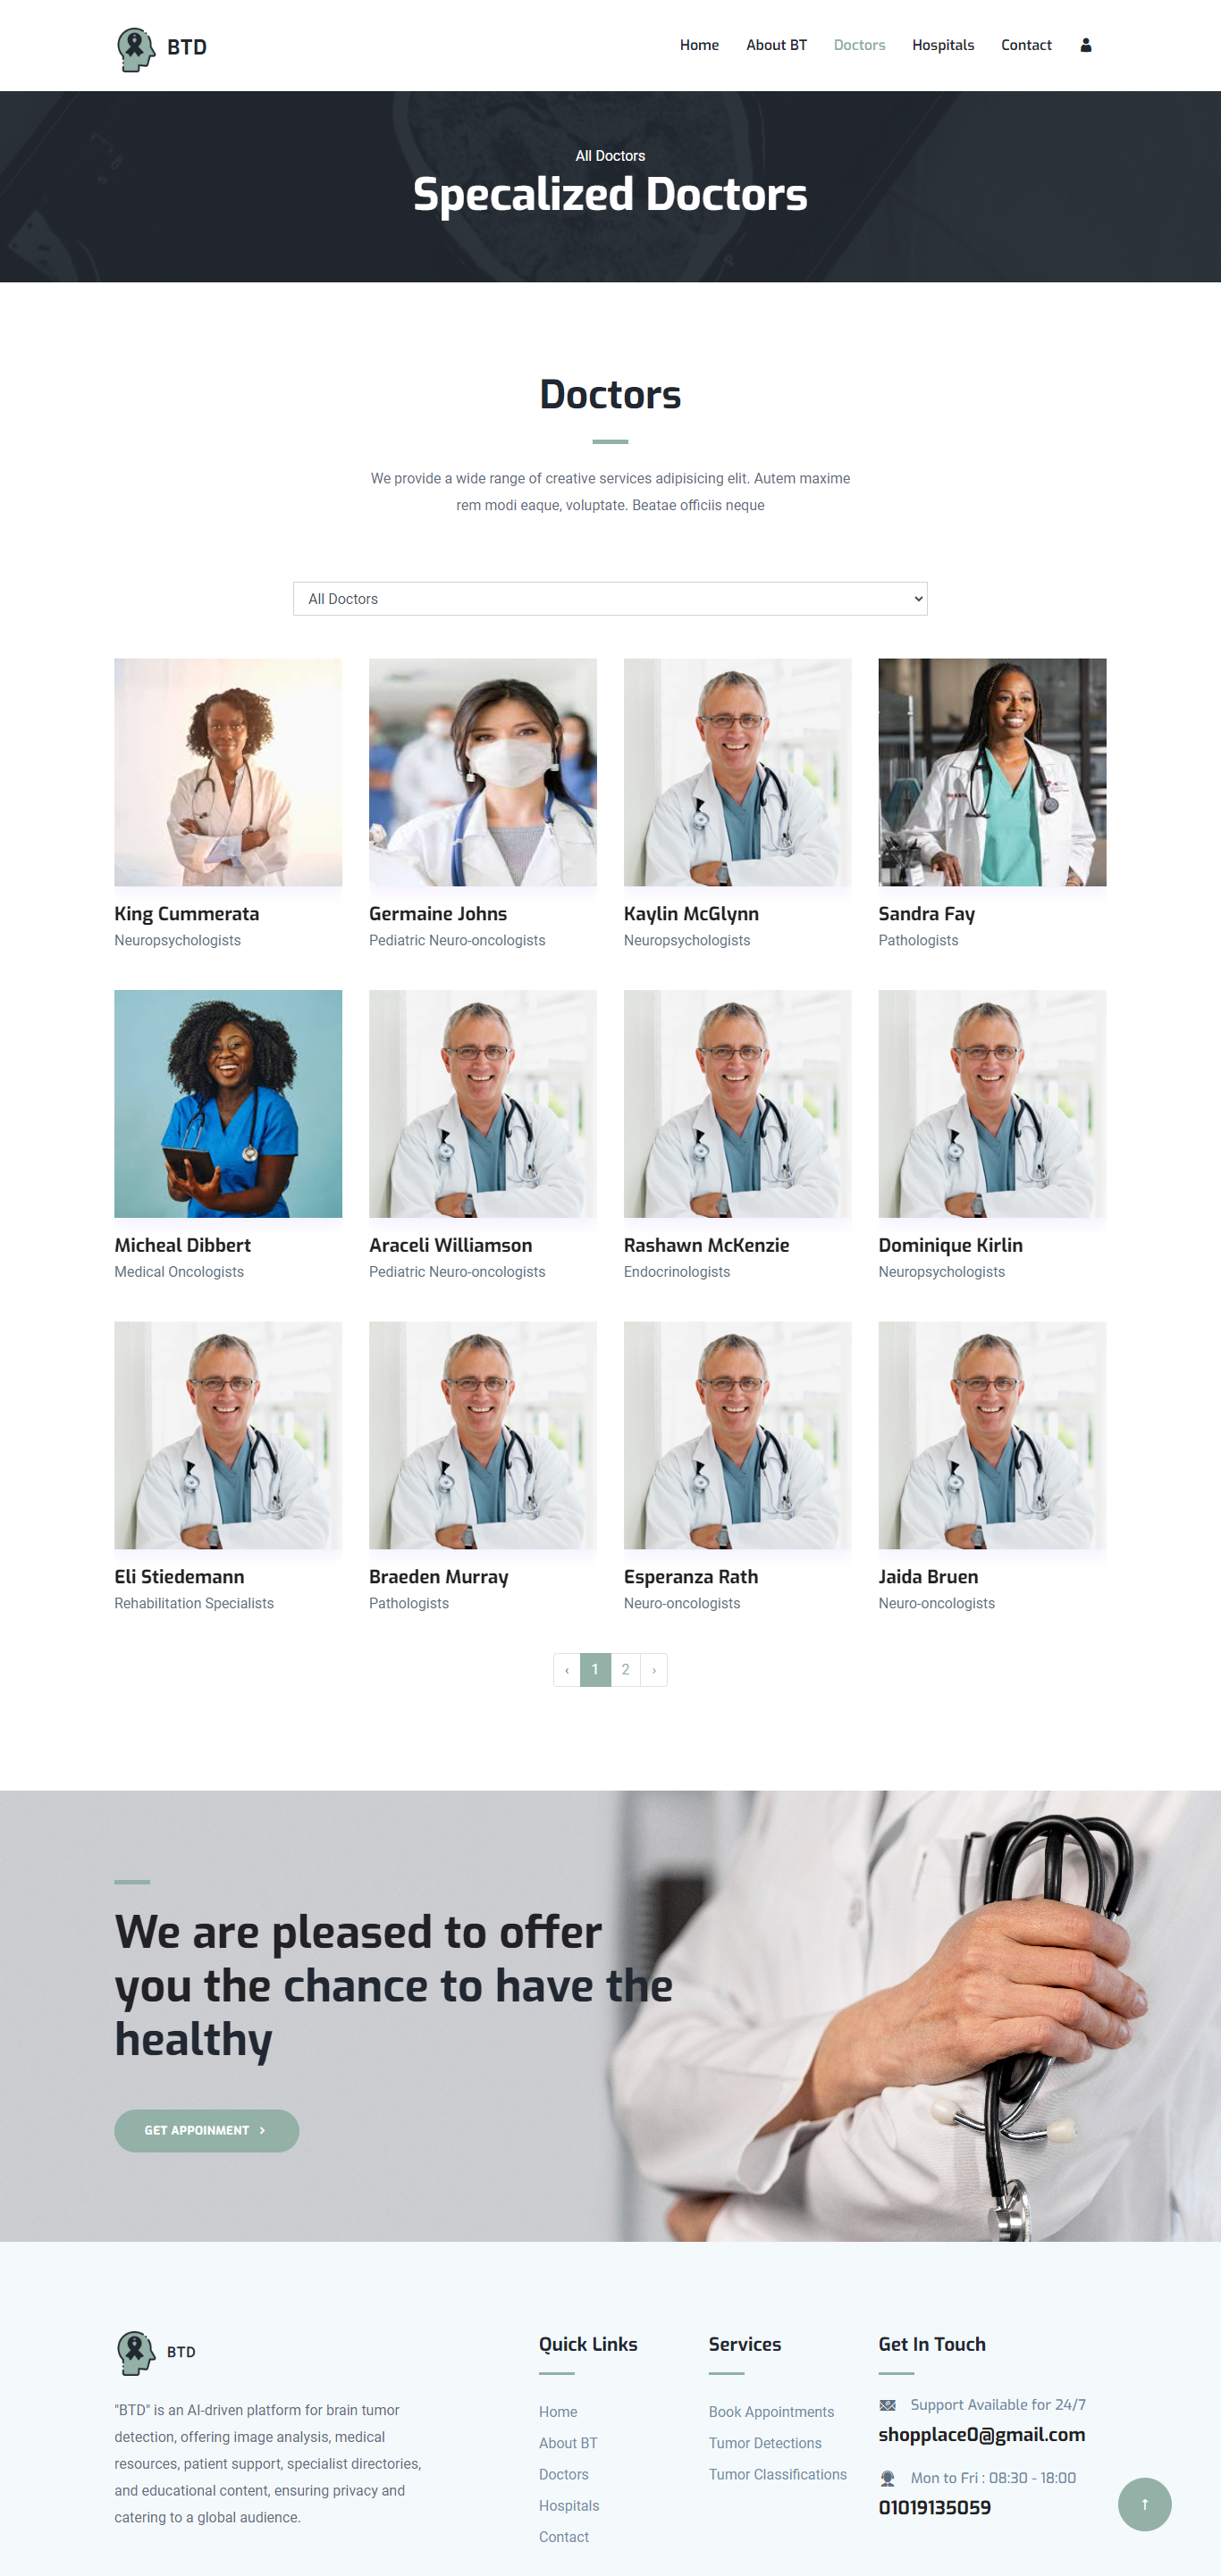 BTD
Home About BT Doctors Hospitals Contact
All Doctors
Specalized Doctors
Doctors
We provide a wide range of creative services adipisicing elit. Autem maxime
rem modi eaque, voluptate. Beatae officiis neque
All Doctors
King Cummerata
Neuropsychologists
Germaine Johns
Pediatric Neuro-oncologists
Kaylin McGlynn
Neuropsychologists
Sandra Fay
Pathologists
Micheal Dibbert
Medical Oncologists
Araceli Williamson
Pediatric Neuro-oncologists
Rashawn McKenzie
Endocrinologists
Dominique Kirlin
Neuropsychologists
Eli Stiedemann
Rehabilitation Specialists
Braeden Murray
Pathologists
Esperanza Rath
Neuro-oncologists
Jaida Bruen
Neuro-oncologists
‹ 1 2 ›
We are pleased to offer
you the chance to have the
healthy
GET APPOINMENT
BTD
"BTD" is an AI-driven platform for brain tumor
detection, offering image analysis, medical
resources, patient support, specialist directories,
and educational content, ensuring privacy and
catering to a global audience.
Quick Links
Home
About BT
Doctors
Hospitals
Contact
Services
Book Appointments
Tumor Detections
Tumor Classifications
Get In Touch
Support Available for 24/7
shopplace0@gmail.com
Mon to Fri : 08:30 - 18:00
01019135059